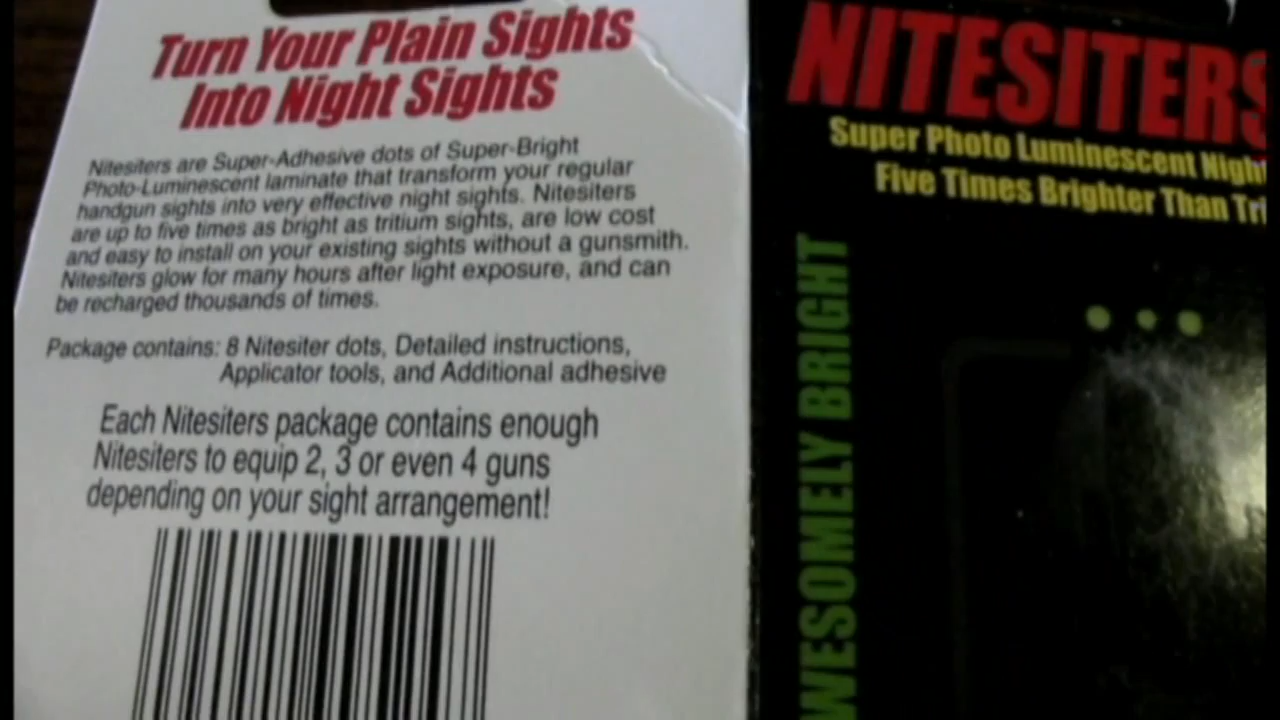 Turn Your Plain Sights
Into Night Sights
Nitesiters are Super-Adhesive dots of Super-Bright
Photo-Luminescent laminate that transform your regular
handgun sights into very effective night sights. Nitesiters
are up to five times as bright as tritium sights, are low cost
and easy to install on your existing sights without a gunsmith.
Nitesiters glow for many hours after light exposure, and can
be recharged thousands of times.
Package contains: 8 Nitesiter dots, Detailed instructions,
Applicator tools, and Additional adhesive
Each Nitesiters package contains enough
Nitesiters to equip 2, 3 or even 4 guns
depending on your sight arrangement!
NITESITERS
Super Photo Luminescent Nigh
Five Times Brighter Than Tri
WESOMELY BRIGHT